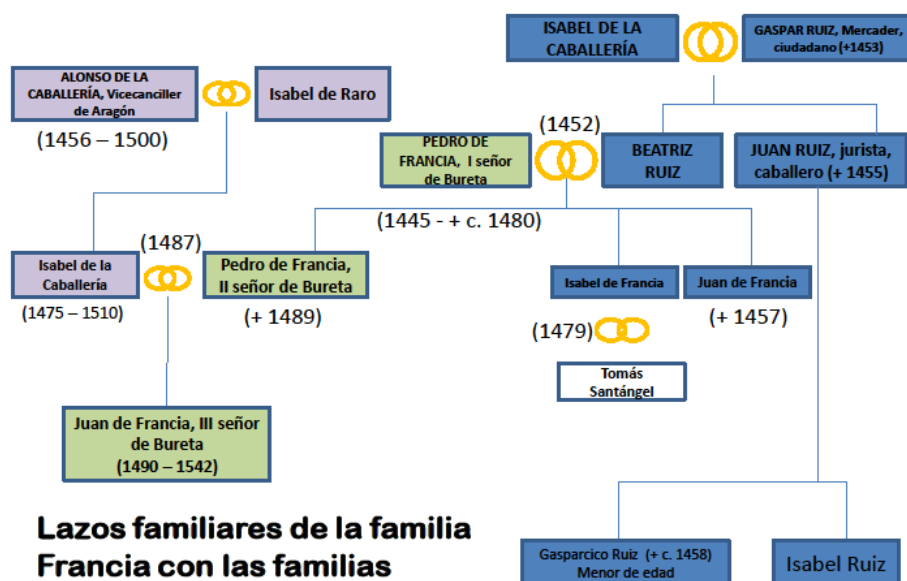 ISABEL DE LA
CABALLERÍA
GASPAR RUIZ, Mercader,
ciudadano (+1453)
ALONSO DE LA
CABALLERÍA, Vicecanciller
de Aragón
Isabel de Raro
(1456 – 1500)
(1452)
PEDRO DE
FRANCIA, I señor
de Bureta
BEATRIZ
RUIZ
JUAN RUIZ, jurista,
caballero (+ 1455)
(1445 - + c. 1480)
(1487)
Isabel de la
Caballería
Pedro de Francia,
II señor de Bureta
Isabel de Francia
Juan de Francia
(1475 – 1510)
(+ 1489)
(+ 1457)
(1479)
Tomás
Santángel
Juan de Francia, III señor
de Bureta
(1490 – 1542)
Lazos familiares de la familia
Francia con las familias
Gasparcico Ruiz (+ c. 1458)
Menor de edad
Isabel Ruiz